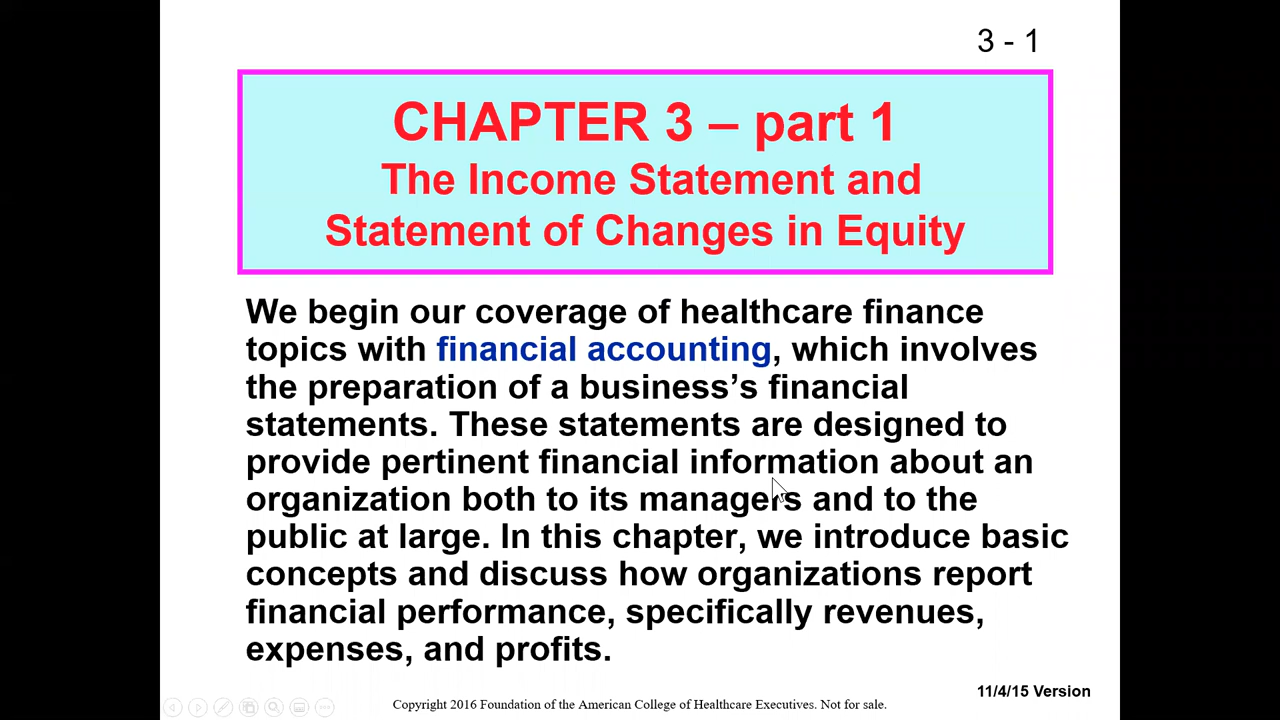 3 - 1
CHAPTER 3 – part 1
The Income Statement and
Statement of Changes in Equity
We begin our coverage of healthcare finance
topics with financial accounting, which involves
the preparation of a business’s financial
statements. These statements are designed to
provide pertinent financial information about an
organization both to its managers and to the
public at large. In this chapter, we introduce basic
concepts and discuss how organizations report
financial performance, specifically revenues,
expenses, and profits.
11/4/15 Version
Copyright 2016 Foundation of the American College of Healthcare Executives. Not for sale.